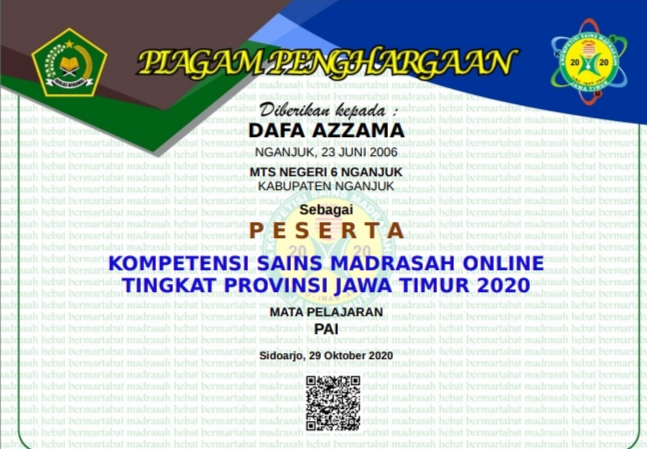 PIAGAM PENGHARGAAN
Diberikan kepada :
DAFA AZZAMA
NGANJUK, 23 JUNI 2006
MTS NEGERI 6 NGANJUK
KABUPATEN NGANJUK
Sebagai
PESERTA
KOMPETENSI SAINS MADRASAH ONLINE
TINGKAT PROVINSI JAWA TIMUR 2020
MATA PELAJARAN
PAI
Sidoarjo, 29 Oktober 2020